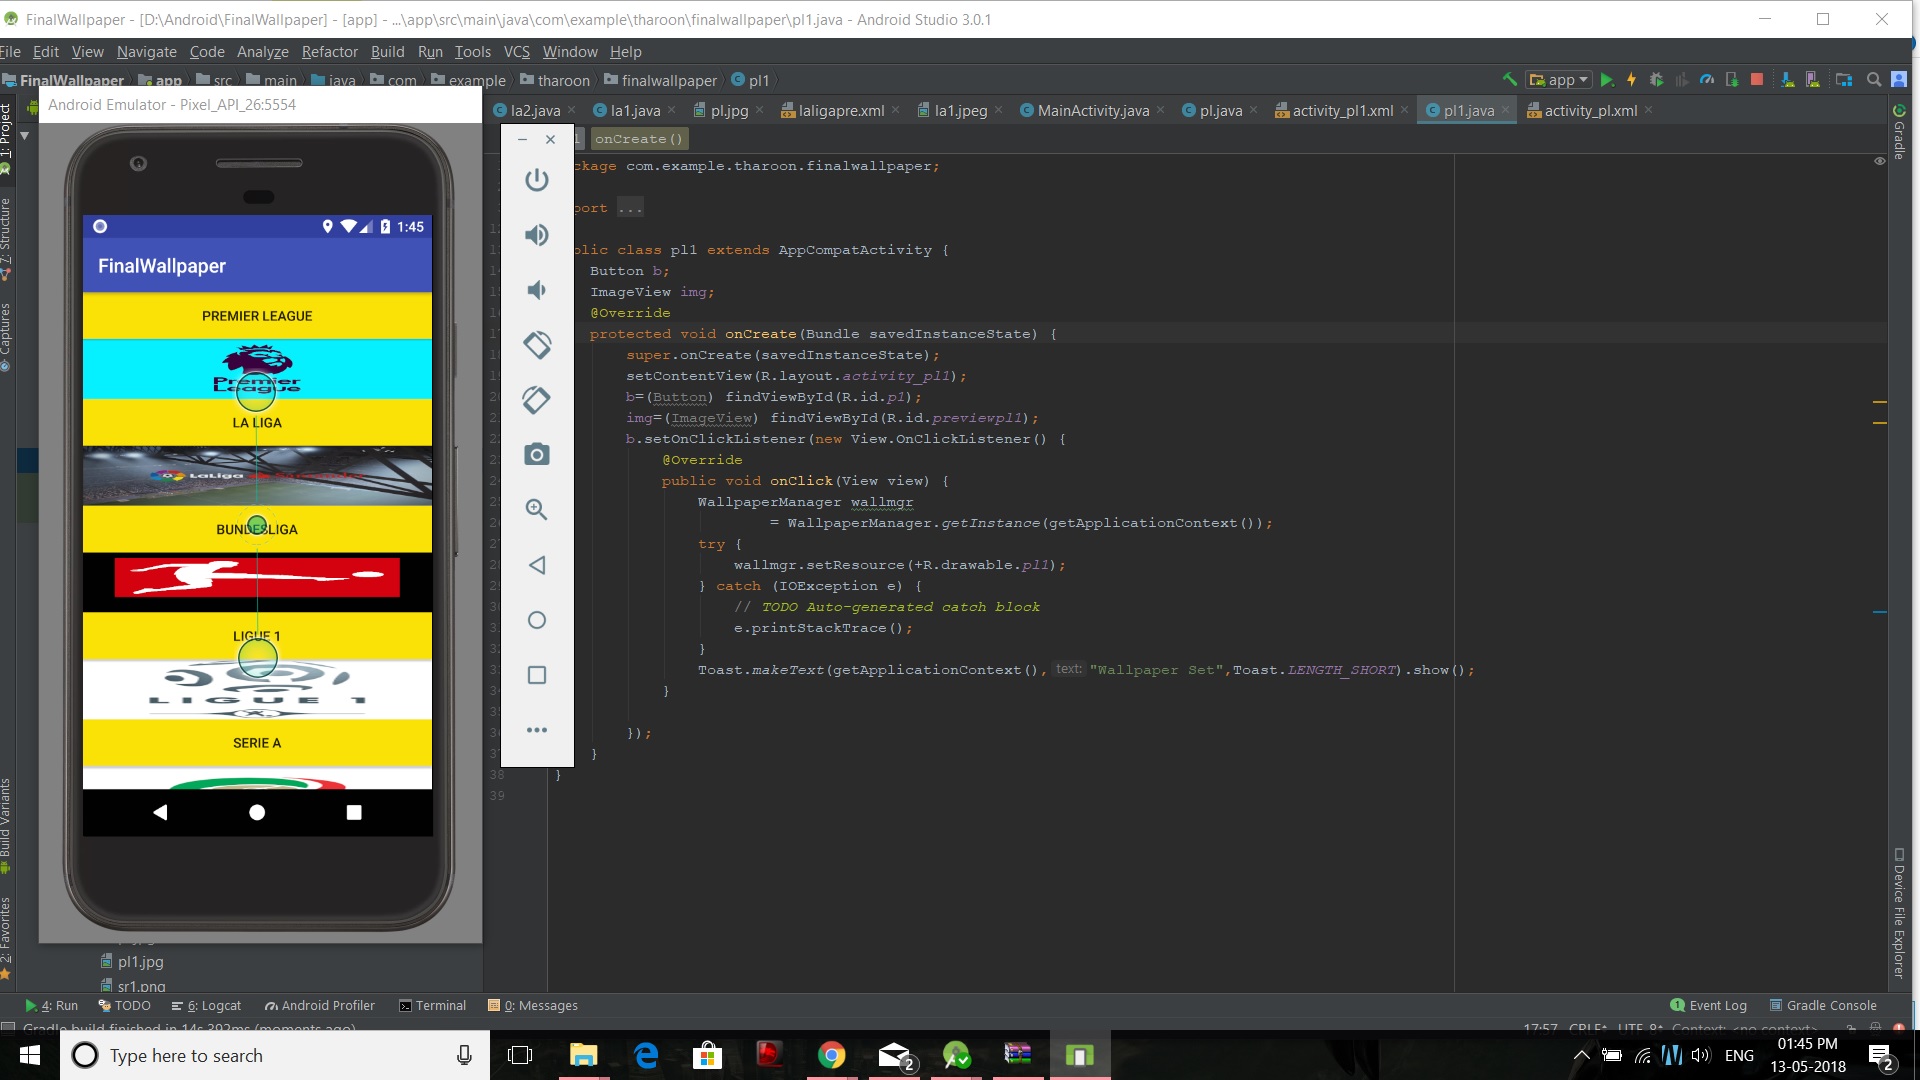 FinalWallpaper - [D:\Android\FinalWallpaper] - [app] - ...\app\src\main\java\com\example\tharoon\finalwallpaper\pl1.java - Android Studio 3.0.1
File Edit View Navigate Code Analyze Refactor Build Run Tools VCS Window Help
FinalWallpaper app src main java com example tharoon finalwallpaper pl1
app
Android Emulator - Pixel_API_26:5554
la2.java la1.java pl.jpg laligapre.xml la1.jpeg MainActivity.java pl.java activity_pl1.xml pl1.java activity_pl.xml
onCreate()
1: Project
7: Structure
Captures
Build Variants
2: Favorites
Gradle
Device File Explorer
1:45
FinalWallpaper
PREMIER LEAGUE
Premier
League
LA LIGA
LaLiga
BUNDESLIGA
LIGUE 1
LIGUE 1
SERIE A
ckage com.example.tharoon.finalwallpaper;
port ...
blic class pl1 extends AppCompatActivity {
Button b;
ImageView img;
@Override
protected void onCreate(Bundle savedInstanceState) {
super.onCreate(savedInstanceState);
setContentView(R.layout.activity_pl1);
b=(Button) findViewById(R.id.p1);
img=(ImageView) findViewById(R.id.previewpl1);
b.setOnClickListener(new View.OnClickListener() {
@Override
public void onClick(View view) {
WallpaperManager wallmgr
= WallpaperManager.getInstance(getApplicationContext());
try {
wallmgr.setResource(+R.drawable.pl1);
} catch (IOException e) {
// TODO Auto-generated catch block
e.printStackTrace();
}
Toast.makeText(getApplicationContext(), text: "Wallpaper Set",Toast.LENGTH_SHORT).show();
}
});
}
38 }
39
pl1.jpg
sr1.png
4: Run TODO 6: Logcat Android Profiler Terminal 0: Messages 1 Event Log Gradle Console
Gradle build finished in 14s 392ms (moments ago) 17:57 CRLF÷ UTF-8÷ Context: <no context>
Type here to search
2
ENG
01:45 PM
13-05-2018
2